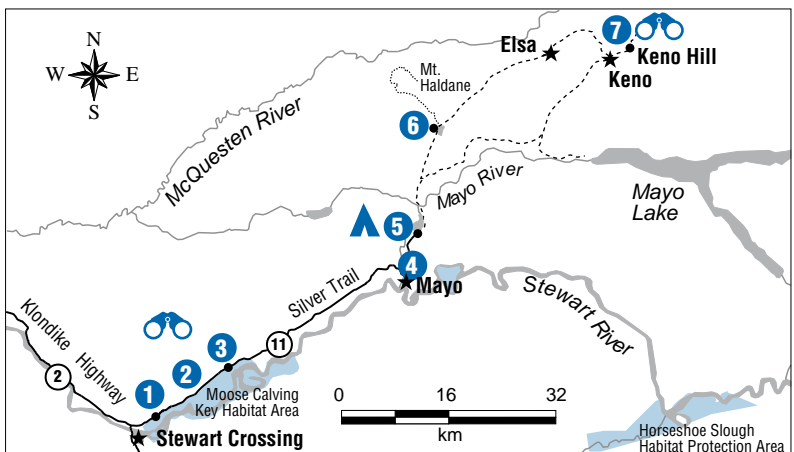 N
W E
S
7
Elsa
Keno Hill
Keno
Mt.
Haldane
6
McQuesten River
Mayo River
Mayo
Lake
5
4
Mayo
Silver Trail
Stewart River
Klondike
Highway
2
11
3
2
1
Moose Calving
Key Habitat Area
Stewart Crossing
0 16 32
km
Horseshoe Slough
Habitat Protection Area